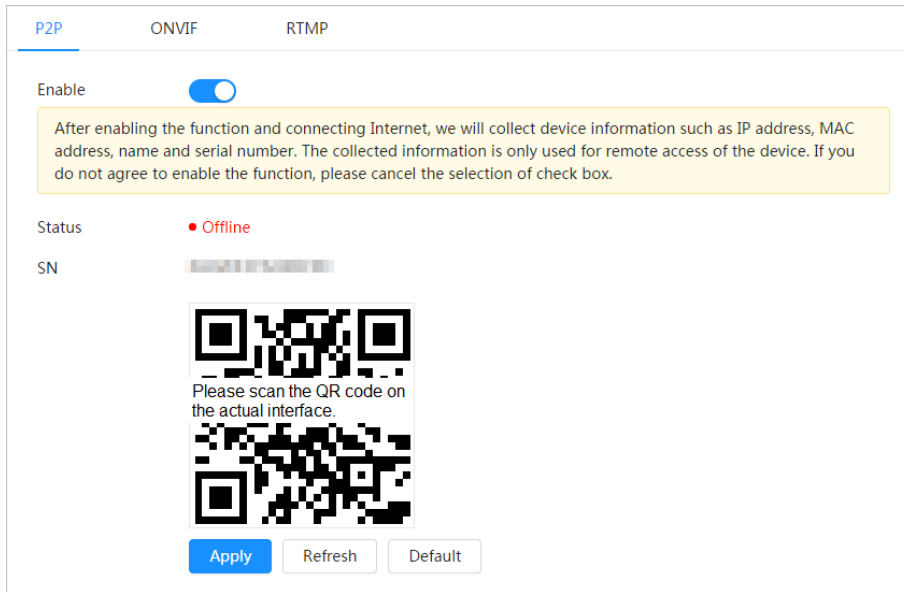 P2P ONVIF RTMP
Enable
After enabling the function and connecting Internet, we will collect device information such as IP address, MAC
address, name and serial number. The collected information is only used for remote access of the device. If you
do not agree to enable the function, please cancel the selection of check box.
Status Offline
SN
Please scan the QR code on
the actual interface.
Apply Refresh Default